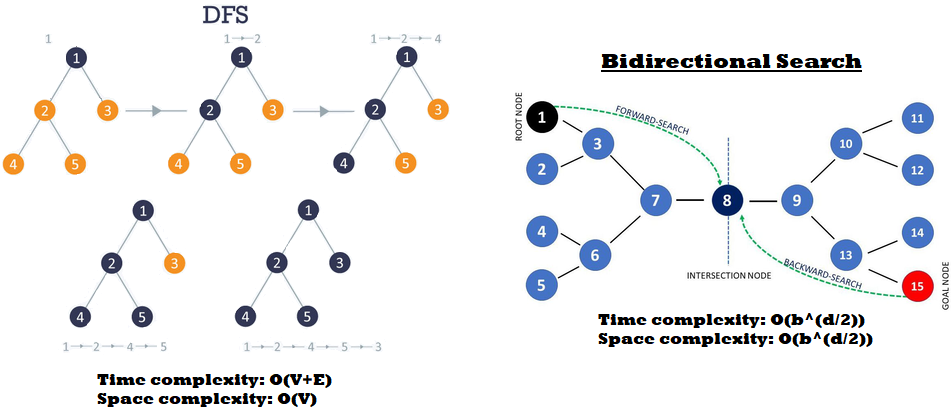 DFS
1
1 → 2
1 → 2 → 4
1
2
3
4
5
1
2
3
4
5
1
2
3
4
5
1
2
3
4
5
1 → 2 → 4 → 5
1
2
3
4
5
1 → 2 → 4 → 5 → 3
Time complexity: O(V+E)
Space complexity: O(V)
Bidirectional Search
ROOT NODE
FORWARD-SEARCH
1
2
3
4
5
6
7
8
9
10
11
12
13
14
15
INTERSECTION NODE
BACKWARD-SEARCH
GOAL NODE
Time complexity: O(b^(d/2))
Space complexity: O(b^(d/2))